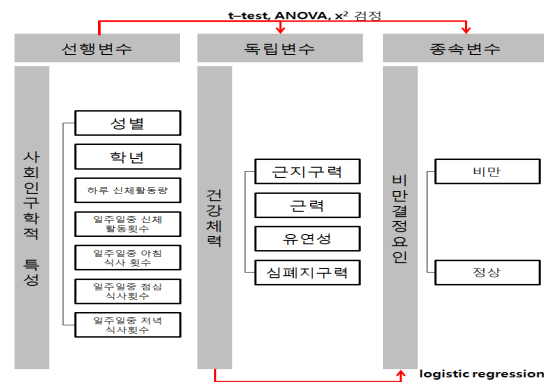 t-test, ANOVA, x² 검정
선행변수
독립변수
종속변수
사회인구학적 특성
성별
학년
하루 신체활동량
일주일중 신체
활동횟수
일주일중 아침
식사 횟수
일주일중 점심
식사횟수
일주일중 저녁
식사횟수
건강체력
근지구력
근력
유연성
심폐지구력
비만결정요인
비만
정상
logistic regression